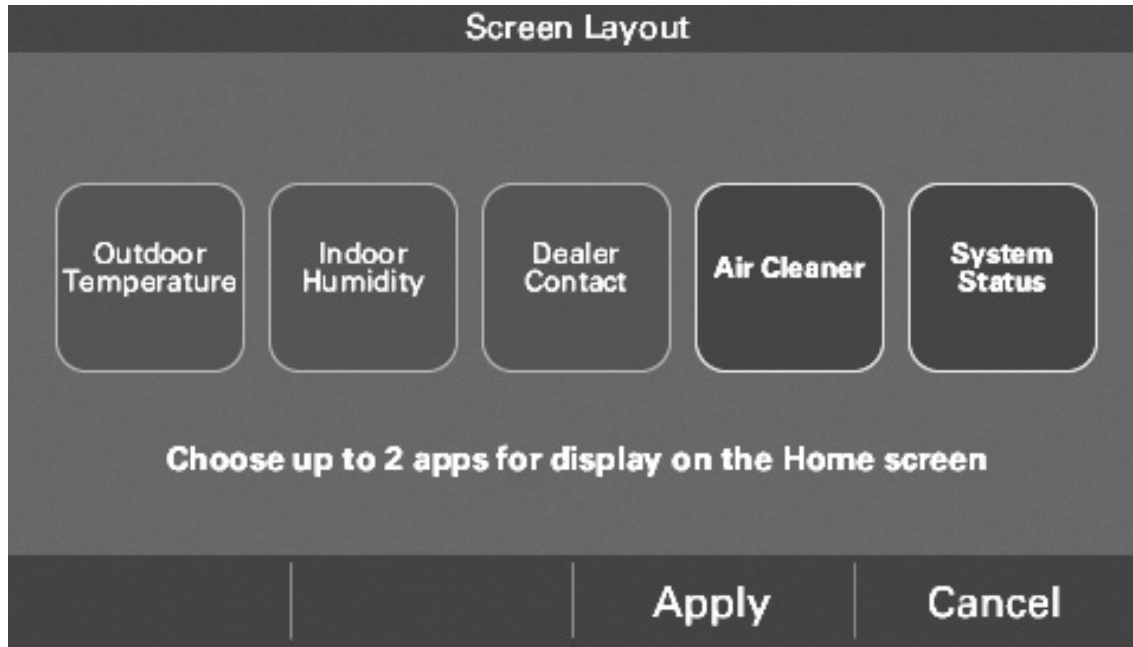 Screen Layout
Outdoor
Temperature
Indoor
Humidity
Dealer
Contact
Air Cleaner
System
Status
Choose up to 2 apps for display on the Home screen
Apply
Cancel